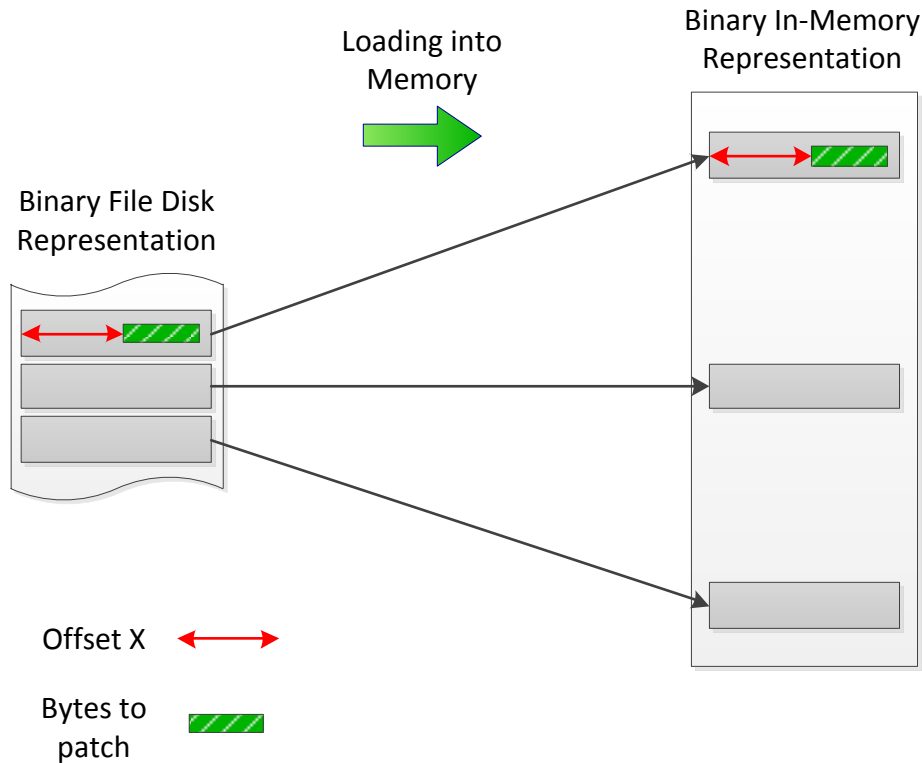 Binary In-Memory
Representation
Loading into
Memory
Binary File Disk
Representation
Offset X
Bytes to
patch